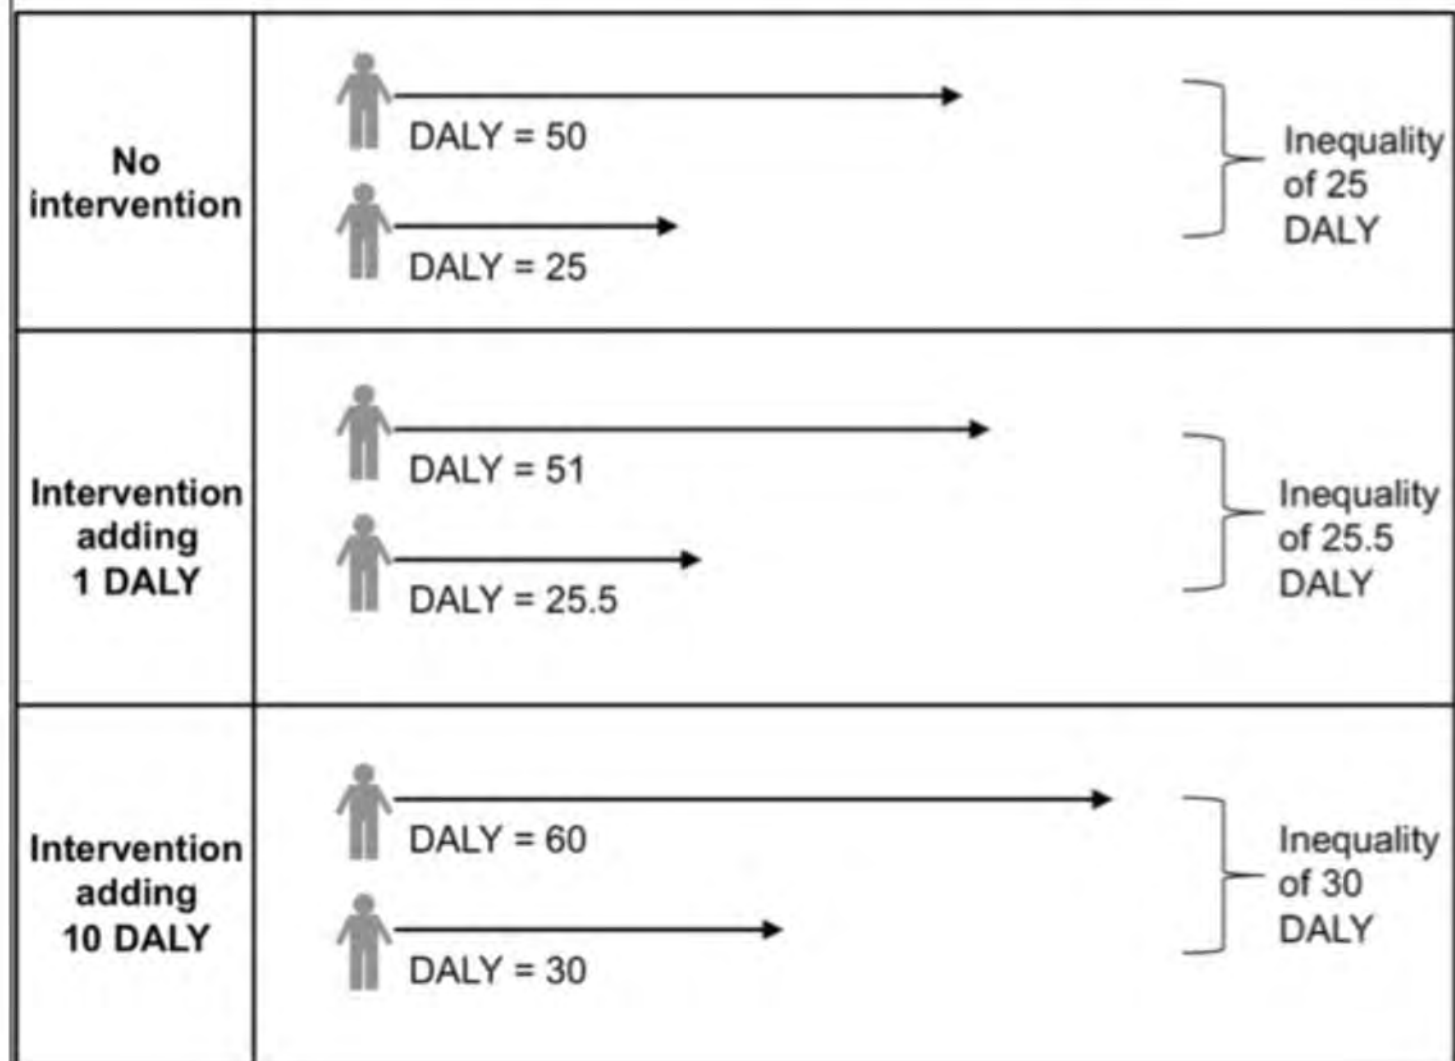 No
intervention
DALY = 50
DALY = 25
Inequality
of 25
DALY
Intervention
adding
1 DALY
DALY = 51
DALY = 25.5
Inequality
of 25.5
DALY
Intervention
adding
10 DALY
DALY = 60
DALY = 30
Inequality
of 30
DALY